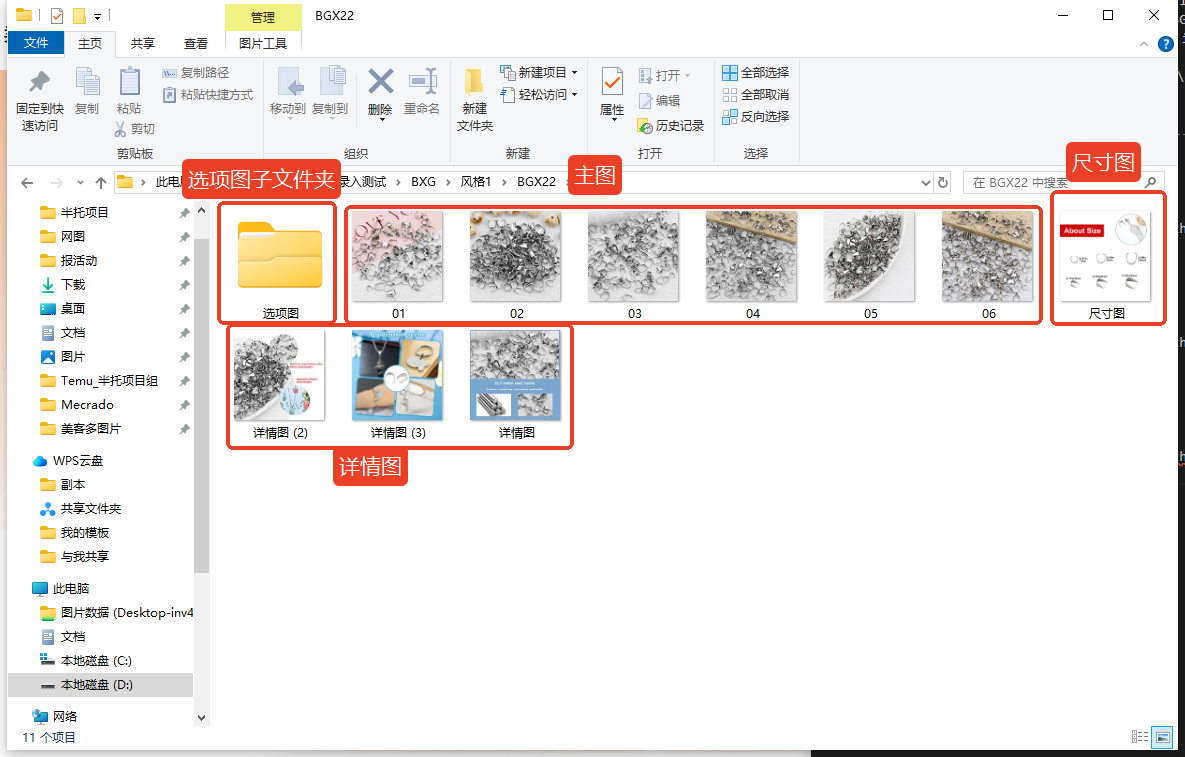 管理
BGX22
文件
主页
共享
查看
图片工具
固定到快
速访问
复制
粘贴
复制路径
粘贴快捷方式
剪切
剪贴板
移动到
复制到
删除
重命名
组织
新建
文件夹
新建项目
轻松访问
新建
属性
打开
编辑
历史记录
打开
全部选择
全部取消
反向选择
选择
此电
选项图子文件夹
录入测试
BXG
风格1
BGX22
主图
在 BGX22 中搜索
尺寸图
半托项目
网图
报活动
下载
桌面
文档
图片
Temu_半托项目组
Mecrado
美客多图片
WPS云盘
副本
共享文件夹
我的模板
与我共享
此电脑
图片数据 (Desktop-inv4
文档
本地磁盘 (C:)
本地磁盘 (D:)
网络
选项图
01
02
03
04
05
06
About Size
尺寸图
详情图 (2)
详情图 (3)
详情图
详情图
11 个项目